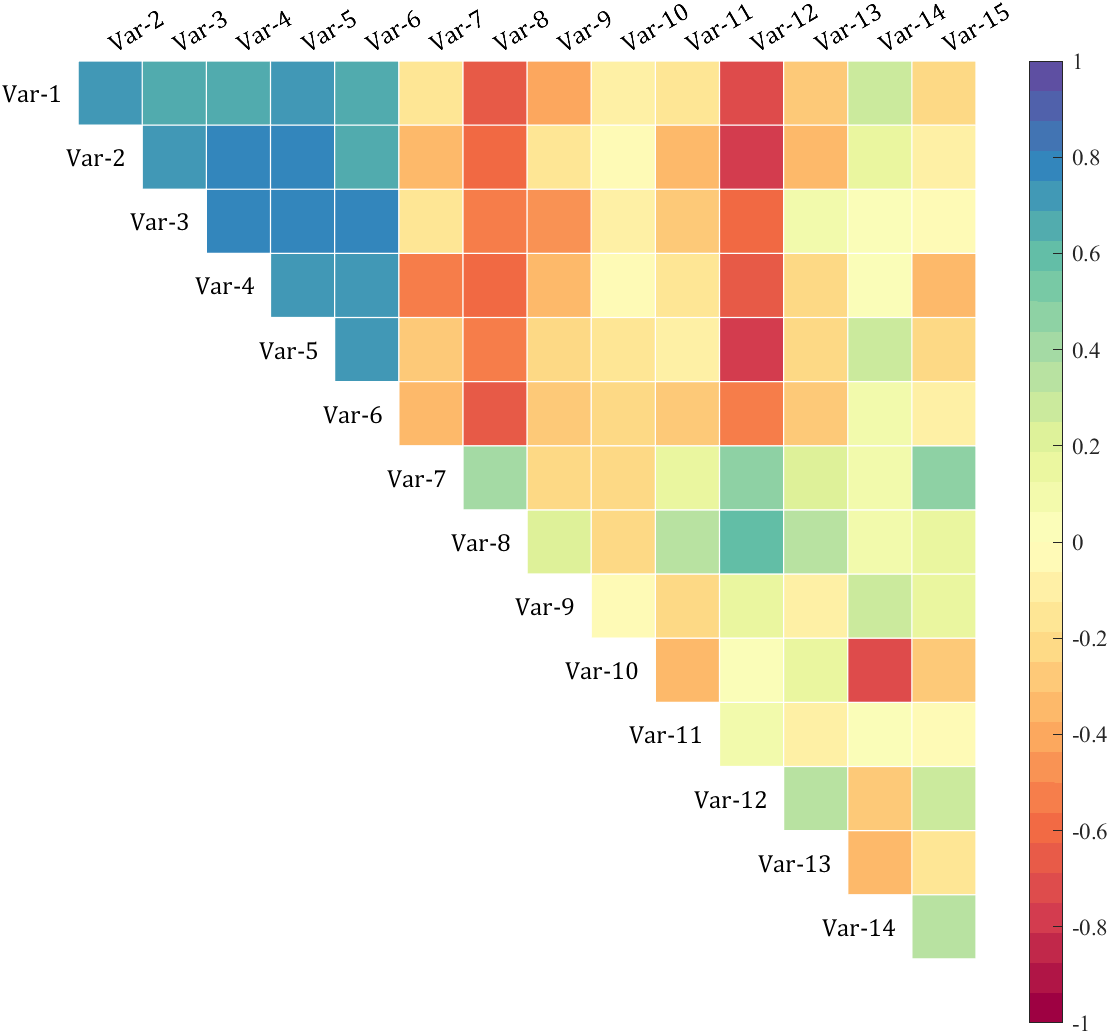 Var-2 Var-3 Var-4 Var-5 Var-6 Var-7 Var-8 Var-9 Var-10 Var-11 Var-12 Var-13 Var-14 Var-15
Var-1
Var-2
Var-3
Var-4
Var-5
Var-6
Var-7
Var-8
Var-9
Var-10
Var-11
Var-12
Var-13
Var-14
1
0.8
0.6
0.4
0.2
0
-0.2
-0.4
-0.6
-0.8
-1